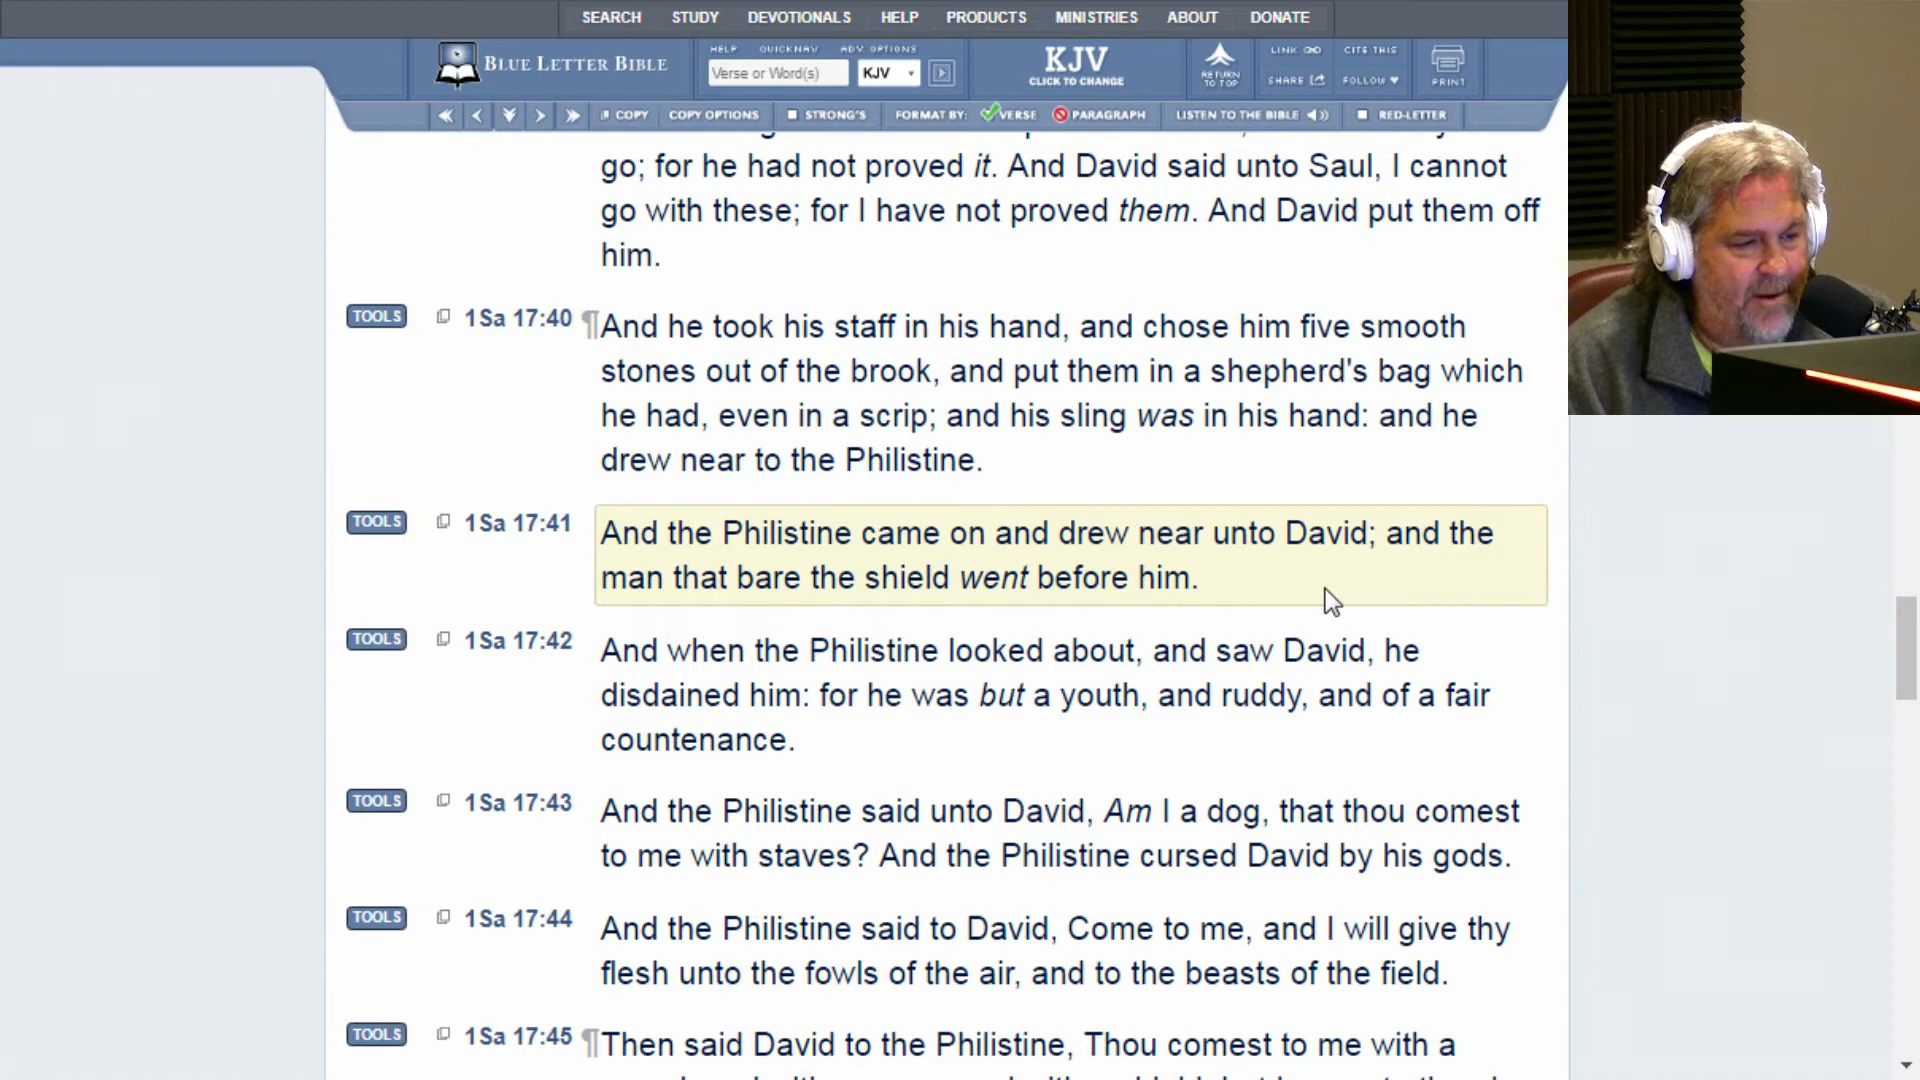 SEARCH STUDY DEVOTIONALS HELP PRODUCTS MINISTRIES ABOUT DONATE
BLUE LETTER BIBLE
HELP QUICKNAV ADV. OPTIONS
Verse or Word(s) KJV
KJV
CLICK TO CHANGE
RETURN
TO TOP
LINK CITE THIS
SHARE FOLLOW
PRINT
COPY COPY OPTIONS STRONG'S FORMAT BY: VERSE PARAGRAPH LISTEN TO THE BIBLE RED-LETTER
go; for he had not proved it. And David said unto Saul, I cannot
go with these; for I have not proved them. And David put them off
him.
TOOLS 1Sa 17:40 ¶And he took his staff in his hand, and chose him five smooth
stones out of the brook, and put them in a shepherd's bag which
he had, even in a scrip; and his sling was in his hand: and he
drew near to the Philistine.
TOOLS 1Sa 17:41 And the Philistine came on and drew near unto David; and the
man that bare the shield went before him.
TOOLS 1Sa 17:42 And when the Philistine looked about, and saw David, he
disdained him: for he was but a youth, and ruddy, and of a fair
countenance.
TOOLS 1Sa 17:43 And the Philistine said unto David, Am I a dog, that thou comest
to me with staves? And the Philistine cursed David by his gods.
TOOLS 1Sa 17:44 And the Philistine said to David, Come to me, and I will give thy
flesh unto the fowls of the air, and to the beasts of the field.
TOOLS 1Sa 17:45 ¶Then said David to the Philistine, Thou comest to me with a